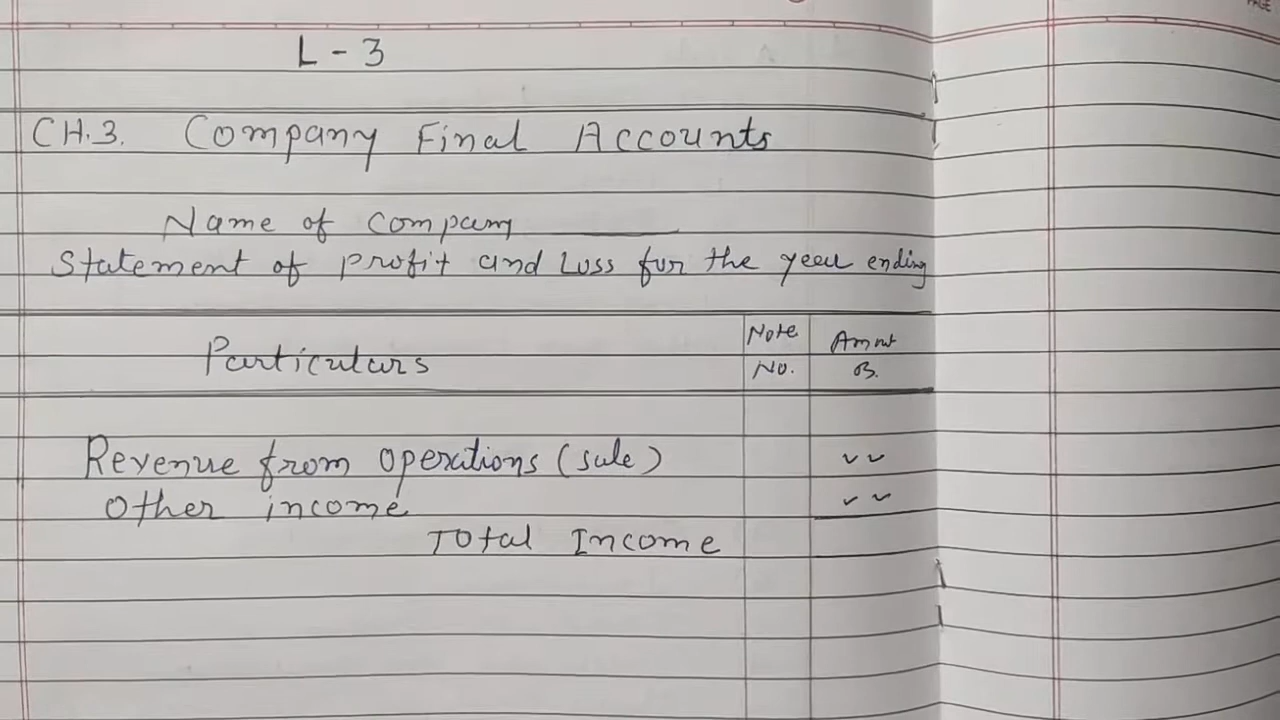 L - 3
CH.3. Company Final Accounts
Name of company
Statement of profit and Loss for the year ending
Particulars Note No. Amnt
Revenue from operations (sale) ✓✓
Other income ✓✓
Total Income